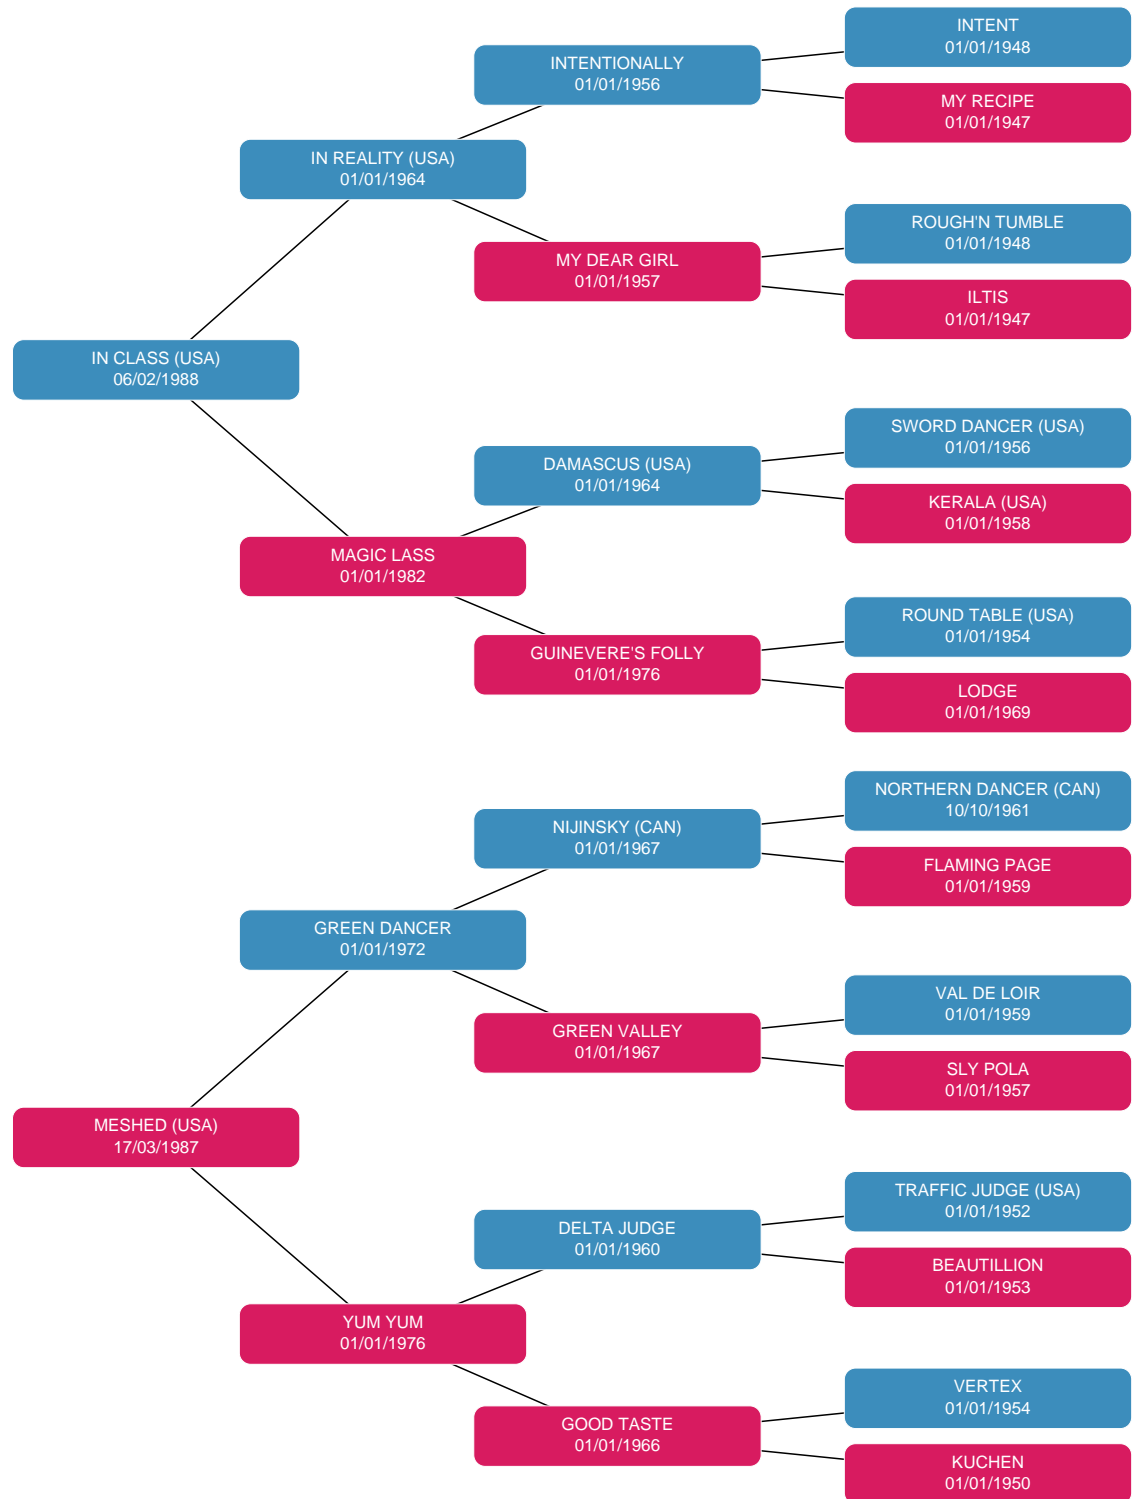 INTENT
01/01/1948
INTENTIONALLY
01/01/1956
MY RECIPE
01/01/1947
IN REALITY (USA)
01/01/1964
ROUGH'N TUMBLE
01/01/1948
MY DEAR GIRL
01/01/1957
ILTIS
01/01/1947
IN CLASS (USA)
06/02/1988
SWORD DANCER (USA)
01/01/1956
DAMASCUS (USA)
01/01/1964
KERALA (USA)
01/01/1958
MAGIC LASS
01/01/1982
ROUND TABLE (USA)
01/01/1954
GUINEVERE'S FOLLY
01/01/1976
LODGE
01/01/1969
NORTHERN DANCER (CAN)
10/10/1961
NIJINSKY (CAN)
01/01/1967
FLAMING PAGE
01/01/1959
GREEN DANCER
01/01/1972
VAL DE LOIR
01/01/1959
GREEN VALLEY
01/01/1967
SLY POLA
01/01/1957
MESHED (USA)
17/03/1987
TRAFFIC JUDGE (USA)
01/01/1952
DELTA JUDGE
01/01/1960
BEAUTILLION
01/01/1953
YUM YUM
01/01/1976
VERTEX
01/01/1954
GOOD TASTE
01/01/1966
KUCHEN
01/01/1950